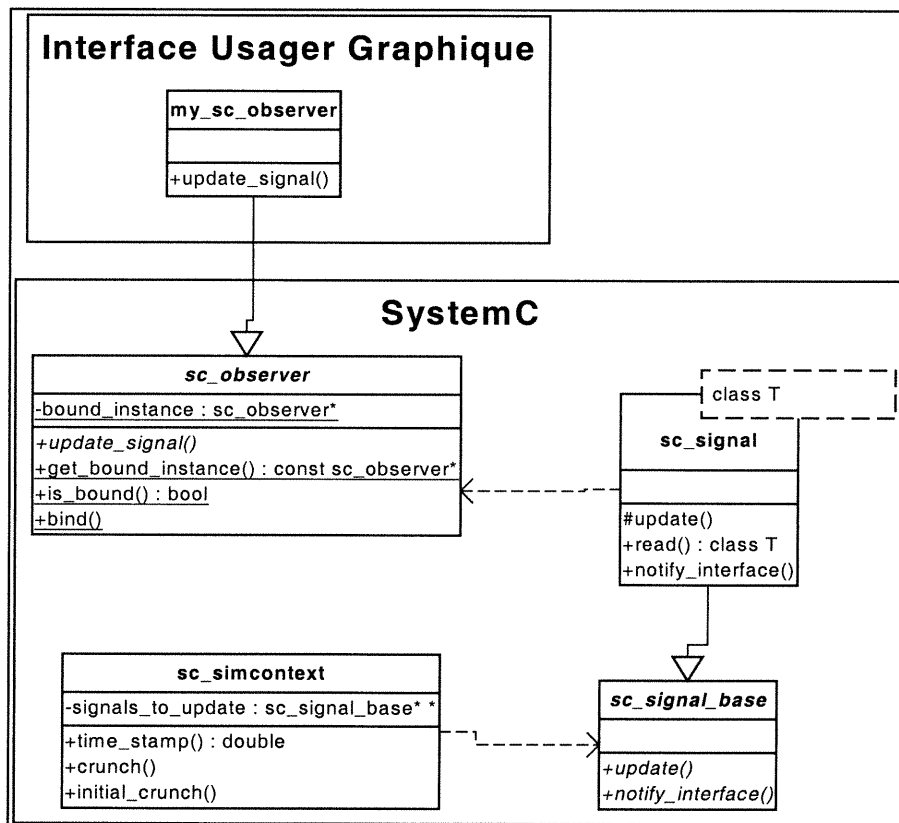 Interface Usager Graphique
my_sc_observer
+update_signal()
SystemC
sc_observer
-bound_instance : sc_observer*
+update_signal()
+get_bound_instance() : const sc_observer*
+is_bound() : bool
+bind()
class T
sc_signal
#update()
+read() : class T
+notify_interface()
sc_simcontext
-signals_to_update : sc_signal_base* *
+time_stamp() : double
+crunch()
+initial_crunch()
sc_signal_base
+update()
+notify_interface()